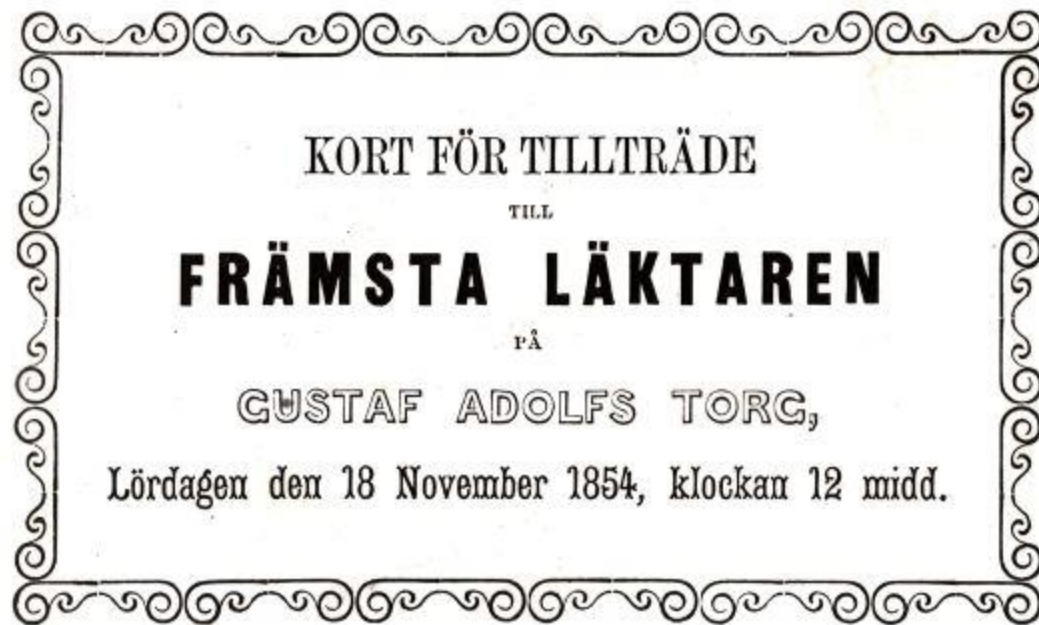 KORT FÖR TILLTRÄDE
TILL
FRÄMSTA LÄKTAREN
PÅ
GUSTAF ADOLFS TORG,
Lördagen den 18 November 1854, klockan 12 midd.